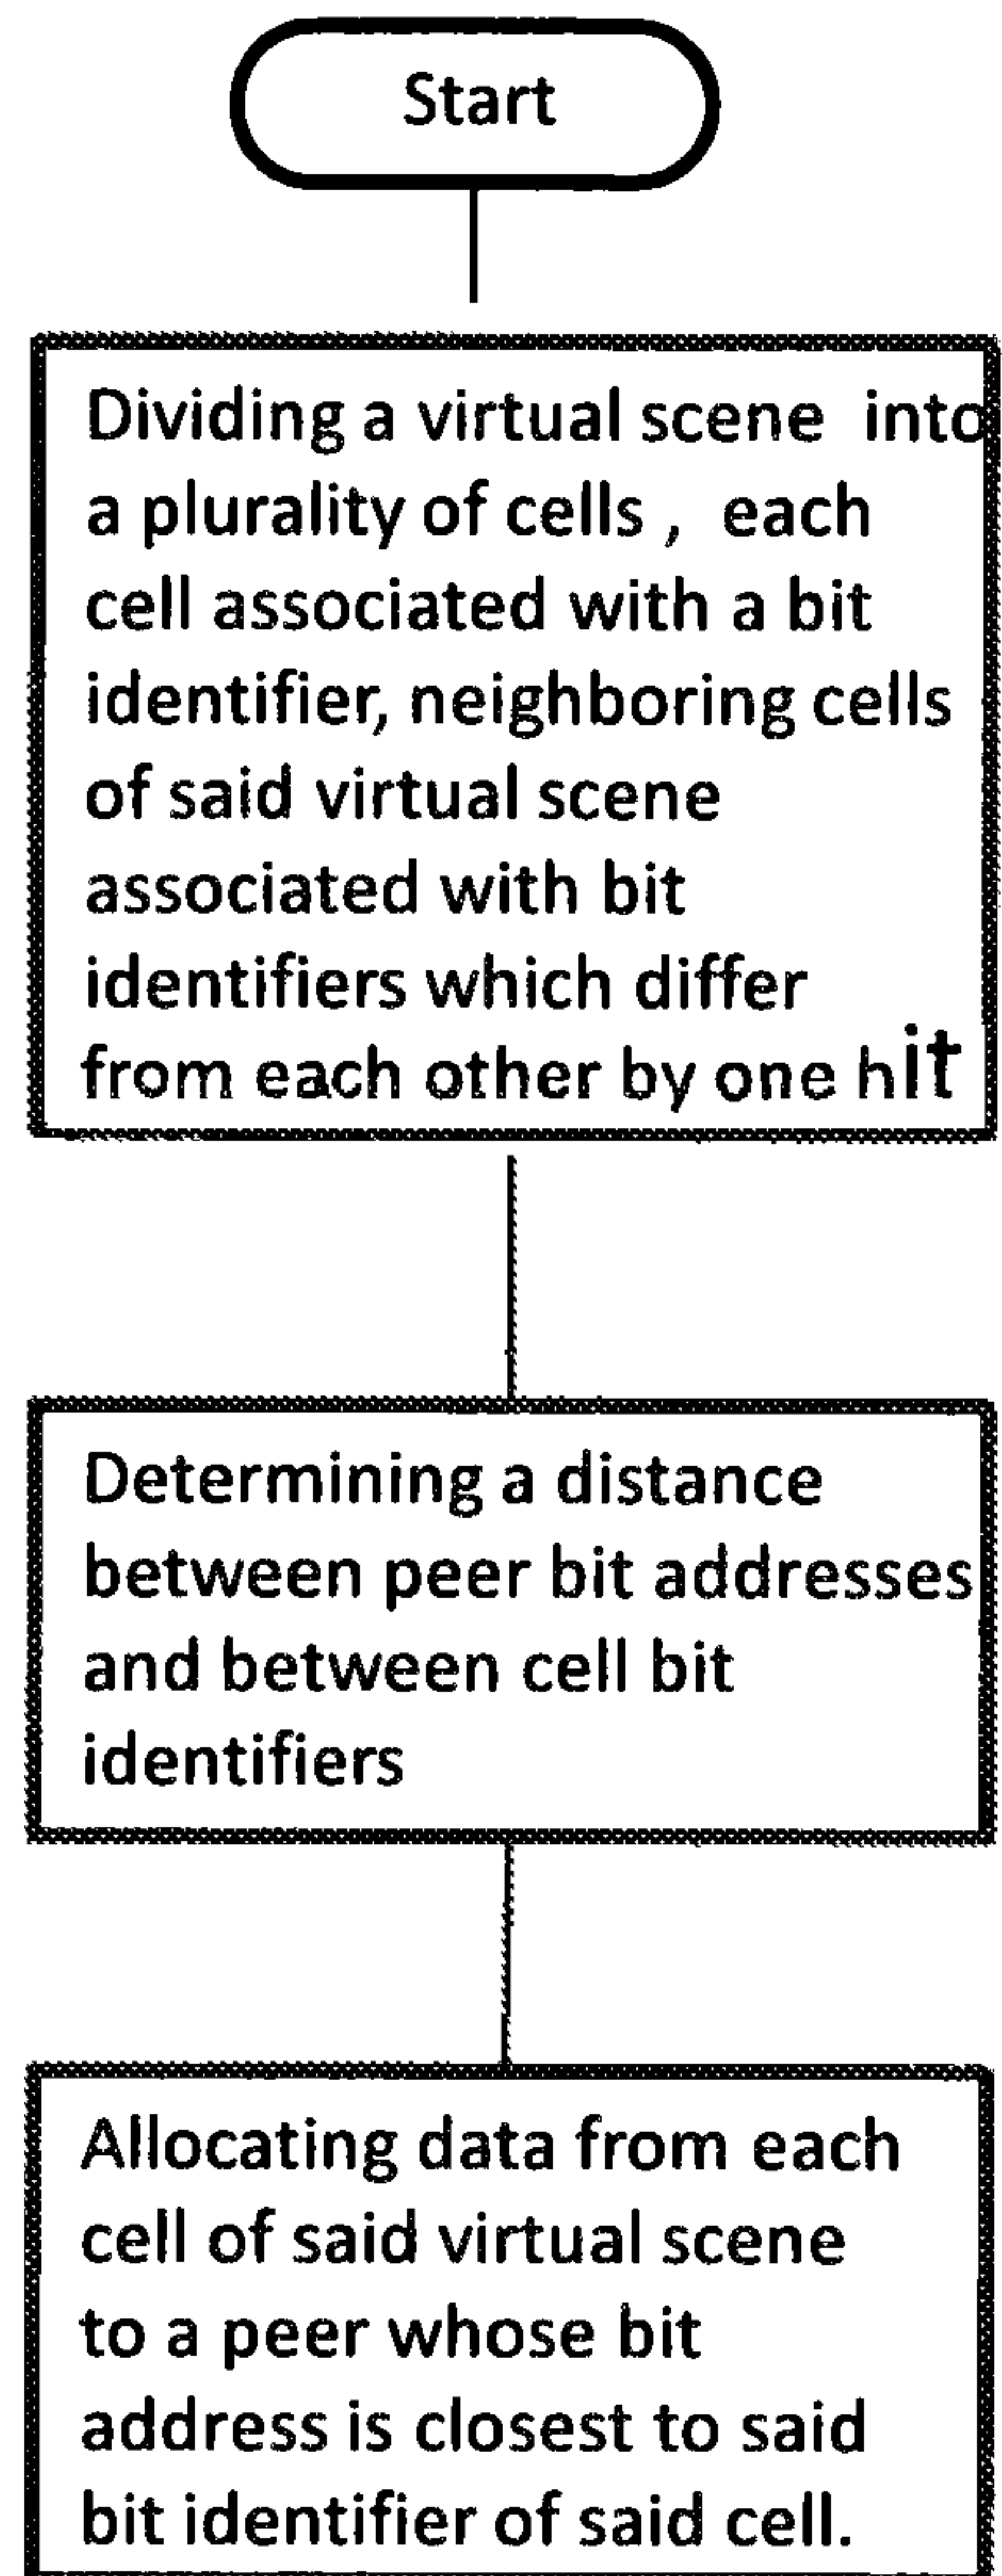 Start
Dividing a virtual scene into
a plurality of cells , each
cell associated with a bit
identifier, neighboring cells
of said virtual scene
associated with bit
identifiers which differ
from each other by one hit
Determining a distance
between peer bit addresses
and between cell bit
identifiers
Allocating data from each
cell of said virtual scene
to a peer whose bit
address is closest to said
bit identifier of said cell.